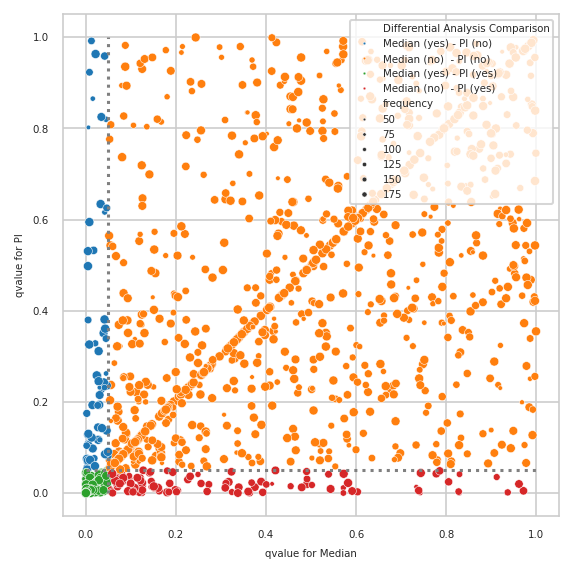 Differential Analysis Comparison
Median (yes) - PI (no)
Median (no)  - PI (no)
Median (yes) - PI (yes)
Median (no)  - PI (yes)
frequency
50
75
100
125
150
175
1.0
0.8
0.6
0.4
0.2
0.0
qvalue for PI
0.0 0.2 0.4 0.6 0.8 1.0
qvalue for Median